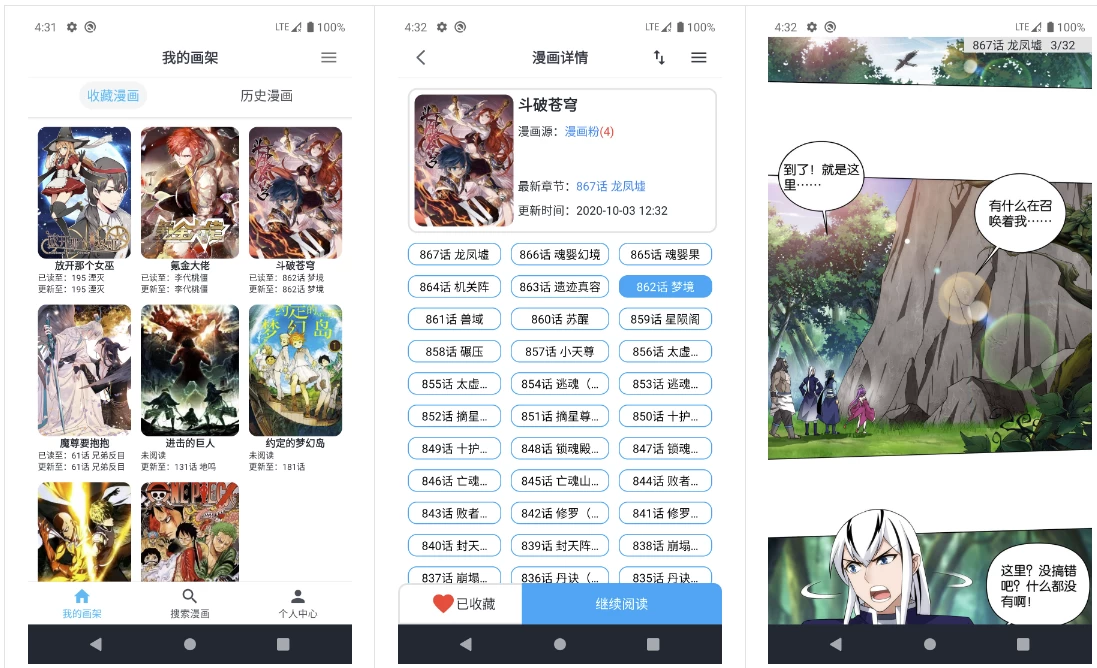 4:31
LTE 100%
我的画架
收藏漫画
历史漫画
放开那个女巫
已读至：195 湮灭
更新至：195 湮灭
氪金大佬
已读至：李代桃僵
更新至：李代桃僵
斗破苍穹
已读至：862话 梦境
更新至：862话 梦境
约定的
梦幻岛
魔尊要抱抱
已读至：61话 兄弟反目
更新至：61话 兄弟反目
进击的巨人
未阅读
更新至：131话 地鸣
约定的梦幻岛
未阅读
更新至：181话
ONE PIECE
我的画架
搜索漫画
个人中心
4:32
LTE 100%
漫画详情
斗破苍穹
斗破苍穹
漫画源：漫画粉(4)
最新章节：867话 龙凤墟
更新时间：2020-10-03 12:32
867话 龙凤墟
866话 魂婴幻境
865话 魂婴果
864话 机关阵
863话 遗迹真容
862话 梦境
861话 兽域
860话 苏醒
859话 星陨阁
858话 碾压
857话 小天尊
856话 太虚...
855话 太虚...
854话 逃魂（...
853话 逃魂...
852话 摘星...
851话 摘星尊...
850话 十护...
849话 十护...
848话 锁魂殿...
847话 锁魂...
846话 亡魂...
845话 亡魂山...
844话 败者...
843话 败者...
842话 修罗（...
841话 修罗...
840话 封天...
839话 封天阵...
838话 崩塌...
837话 崩塌...
836话 丹诀（...
835话 丹诀...
已收藏
继续阅读
4:32
LTE 100%
867话 龙凤墟 3/32
到了！就是这
里……
有什么在召
唤着我……
这里？没搞错
吧？什么都没
有啊！